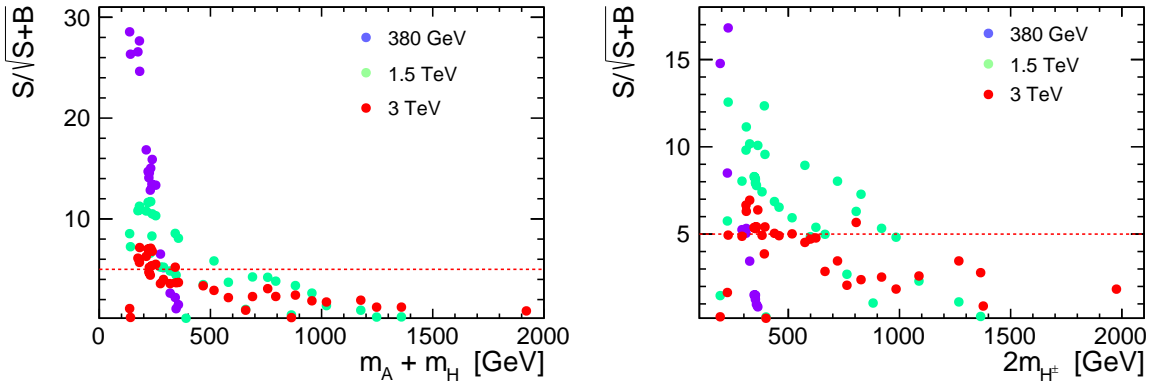 S/√S+B
30
20
10
380 GeV
1.5 TeV
3 TeV
0 500 1000 1500 2000
m_A + m_H [GeV]
S/√S+B
15
10
5
380 GeV
1.5 TeV
3 TeV
500 1000 1500 2000
2m_H± [GeV]